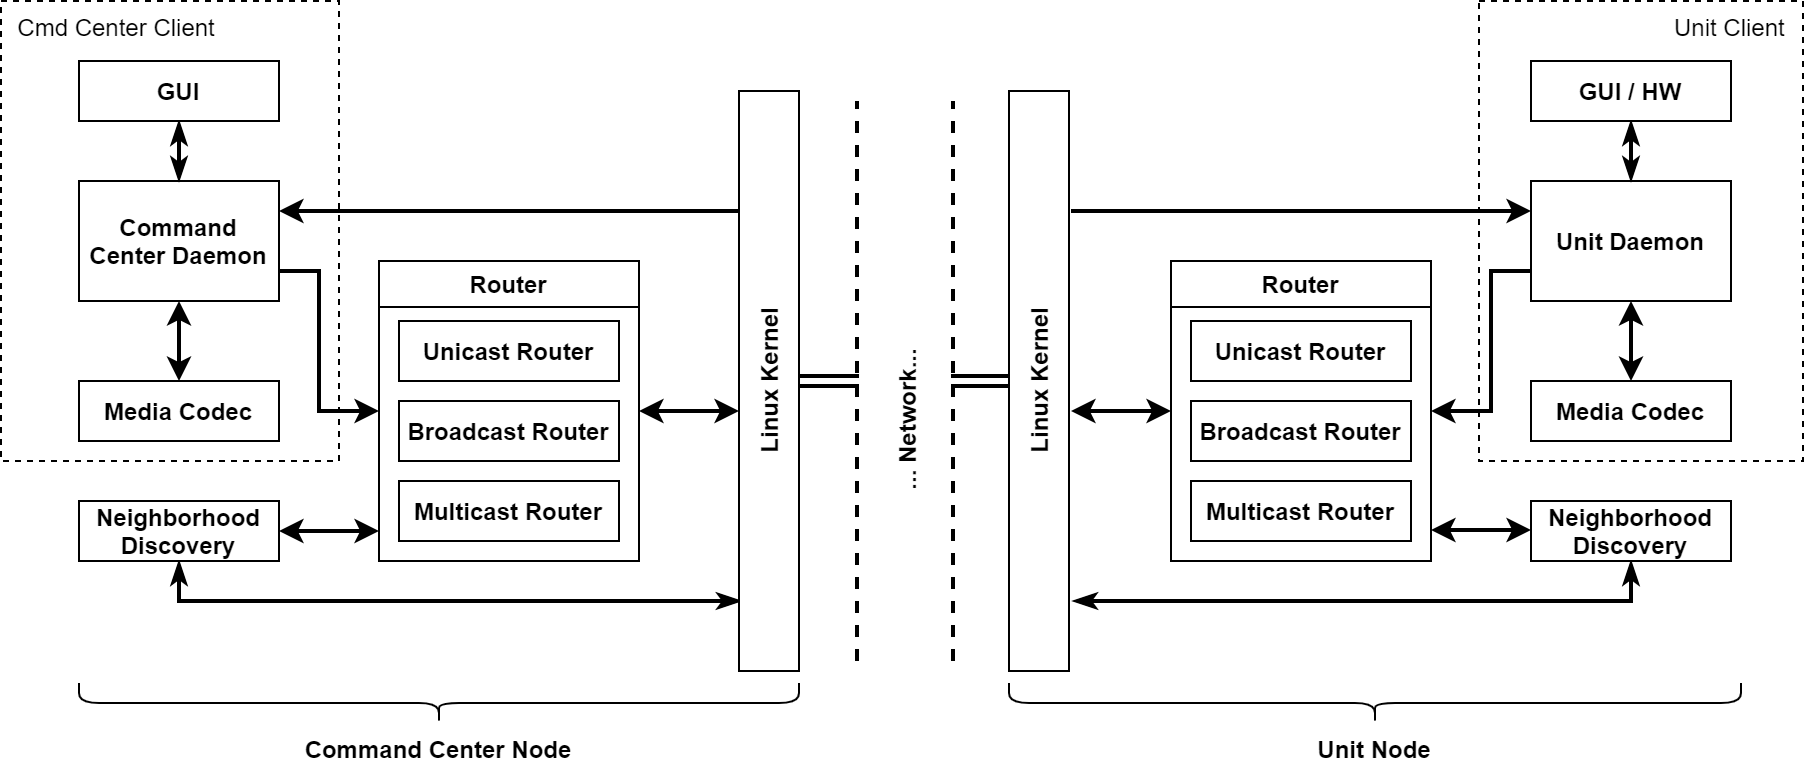 Cmd Center Client
GUI
Command
Center Daemon
Media Codec
Neighborhood
Discovery
Router
Unicast Router
Broadcast Router
Multicast Router
Linux Kernel
Command Center Node
... Network...
Linux Kernel
Router
Unicast Router
Broadcast Router
Multicast Router
Unit Client
GUI / HW
Unit Daemon
Media Codec
Neighborhood
Discovery
Unit Node